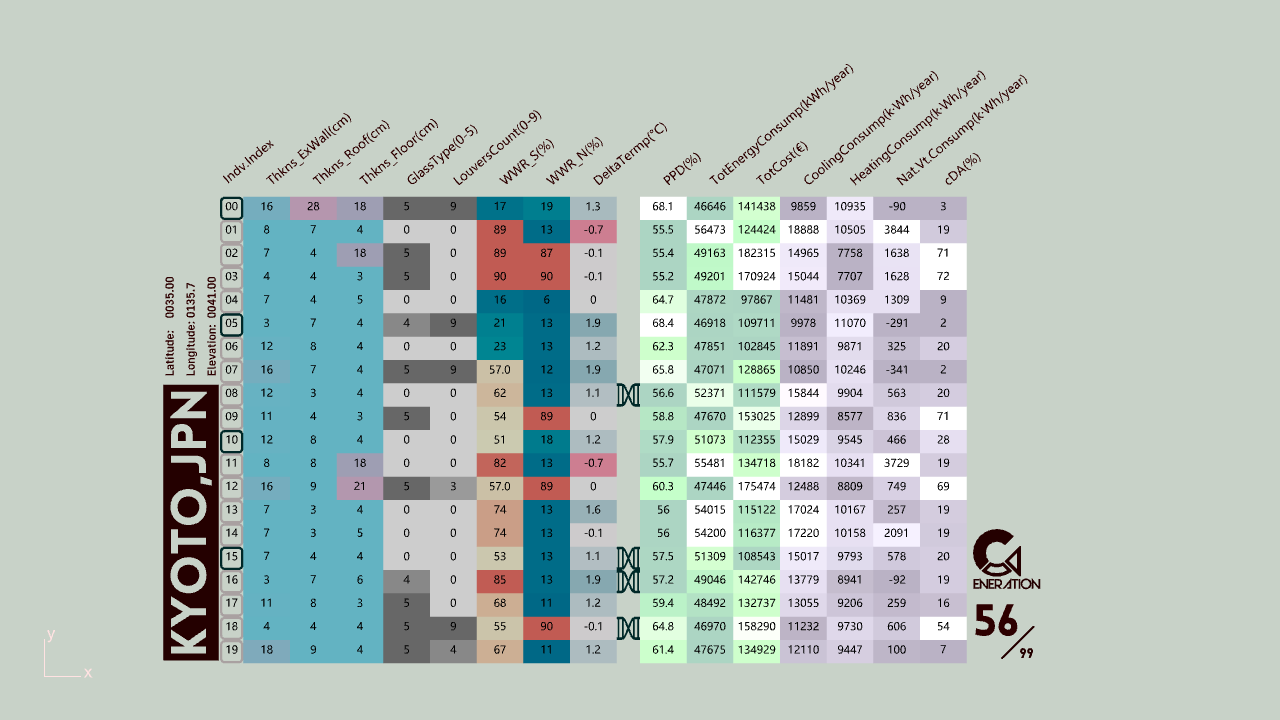 Indv.Index Thkns_ExWall(cm) Thkns_Roof(cm) Thkns_Floor(cm) GlassType(0-5) LouversCount(0-9) WWR_S(%) WWR_N(%) DeltaTermp(°C) PPD(%) TotEnergyConsump(kWh/year) TotCost(€) CoolingConsump(k·Wh/year) HeatingConsump(k·Wh/year) Nat.Vt.Consump(k·Wh/year) cDA(%)
00 16 28 18 5 9 17 19 1.3 68.1 46646 141438 9859 10935 -90 3
01 8 7 4 0 0 89 13 -0.7 55.5 56473 124424 18888 10505 3844 19
02 7 4 18 5 0 89 87 -0.1 55.4 49163 182315 14965 7758 1638 71
03 4 4 3 5 0 90 90 -0.1 55.2 49201 170924 15044 7707 1628 72
04 7 4 5 0 0 16 6 0 64.7 47872 97867 11481 10369 1309 9
05 3 7 4 4 9 21 13 1.9 68.4 46918 109711 9978 11070 -291 2
06 12 8 4 0 0 23 13 1.2 62.3 47851 102845 11891 9871 325 20
07 16 7 4 5 9 57.0 12 1.9 65.8 47071 128865 10850 10246 -341 2
08 12 3 4 0 0 62 13 1.1 56.6 52371 111579 15844 9904 563 20
09 11 4 3 5 0 54 89 0 58.8 47670 153025 12899 8577 836 71
10 12 8 4 0 0 51 18 1.2 57.9 51073 112355 15029 9545 466 28
11 8 8 18 0 0 82 13 -0.7 55.7 55481 134718 18182 10341 3729 19
12 16 9 21 5 3 57.0 89 0 60.3 47446 175474 12488 8809 749 69
13 7 3 4 0 0 74 13 1.6 56 54015 115122 17024 10167 257 19
14 7 3 5 0 0 74 13 -0.1 56 54200 116377 17220 10158 2091 19
15 7 4 4 0 0 53 13 1.1 57.5 51309 108543 15017 9793 578 20
16 3 7 6 4 0 85 13 1.9 57.2 49046 142746 13779 8941 -92 19
17 11 8 3 5 0 68 11 1.2 59.4 48492 132737 13055 9206 259 16
18 4 4 4 5 9 55 90 -0.1 64.8 46970 158290 11232 9730 606 54
19 18 9 4 5 4 67 11 1.2 61.4 47675 134929 12110 9447 100 7
Latitude: 0035.00
Longitude: 0135.7
Elevation: 0041.00
KYOTO,JPN
GENERATION
56/99
y
x